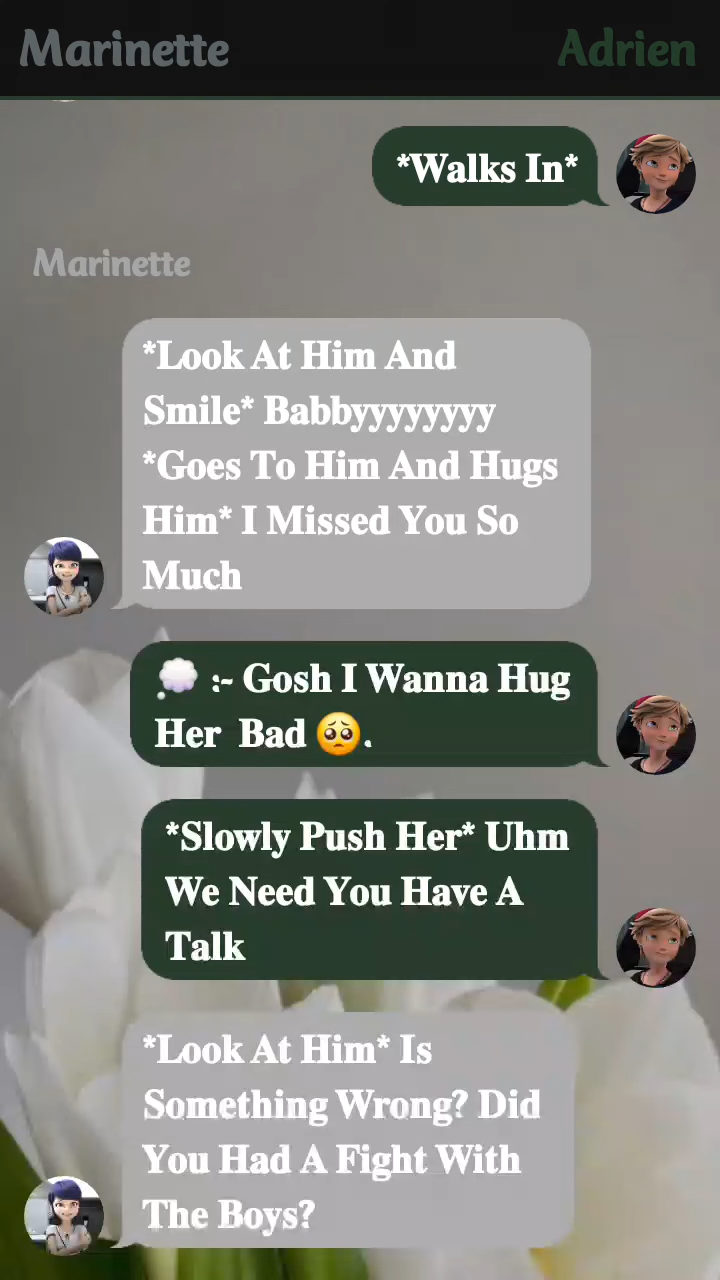 Marinette
Adrien
*Walks In*
Marinette
*Look At Him And
Smile* Babbyyyyyyyy
*Goes To Him And Hugs
Him* I Missed You So
Much
💭 :- Gosh I Wanna Hug
Her Bad 🥺.
*Slowly Push Her* Uhm
We Need You Have A
Talk
*Look At Him* Is
Something Wrong? Did
You Had A Fight With
The Boys?